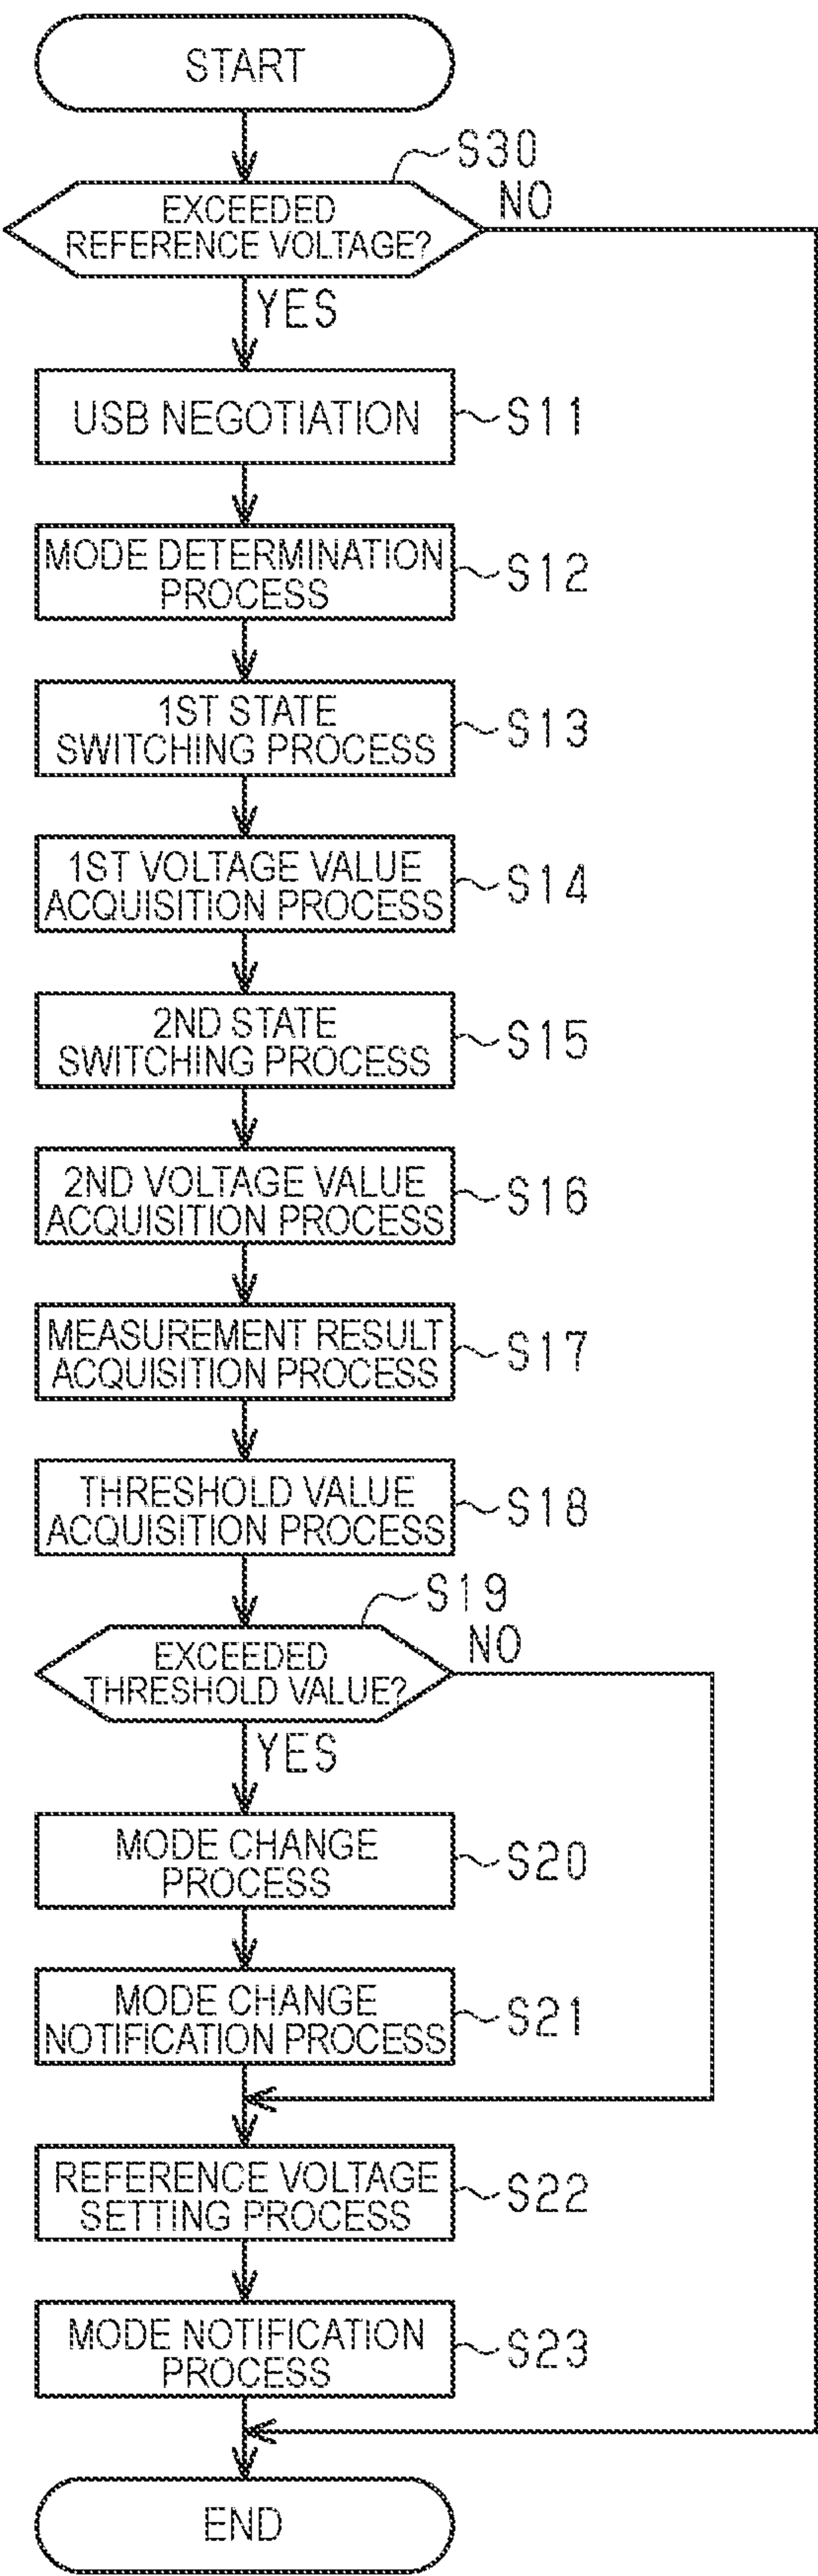 START
S30
NO
EXCEEDED
REFERENCE VOLTAGE?
YES
USB NEGOTIATION
S11
MODE DETERMINATION
PROCESS
S12
1ST STATE
SWITCHING PROCESS
S13
1ST VOLTAGE VALUE
ACQUISITION PROCESS
S14
2ND STATE
SWITCHING PROCESS
S15
2ND VOLTAGE VALUE
ACQUISITION PROCESS
S16
MEASUREMENT RESULT
ACQUISITION PROCESS
S17
THRESHOLD VALUE
ACQUISITION PROCESS
S18
S19
NO
EXCEEDED
THRESHOLD VALUE?
YES
MODE CHANGE
PROCESS
S20
MODE CHANGE
NOTIFICATION PROCESS
S21
REFERENCE VOLTAGE
SETTING PROCESS
S22
MODE NOTIFICATION
PROCESS
S23
END